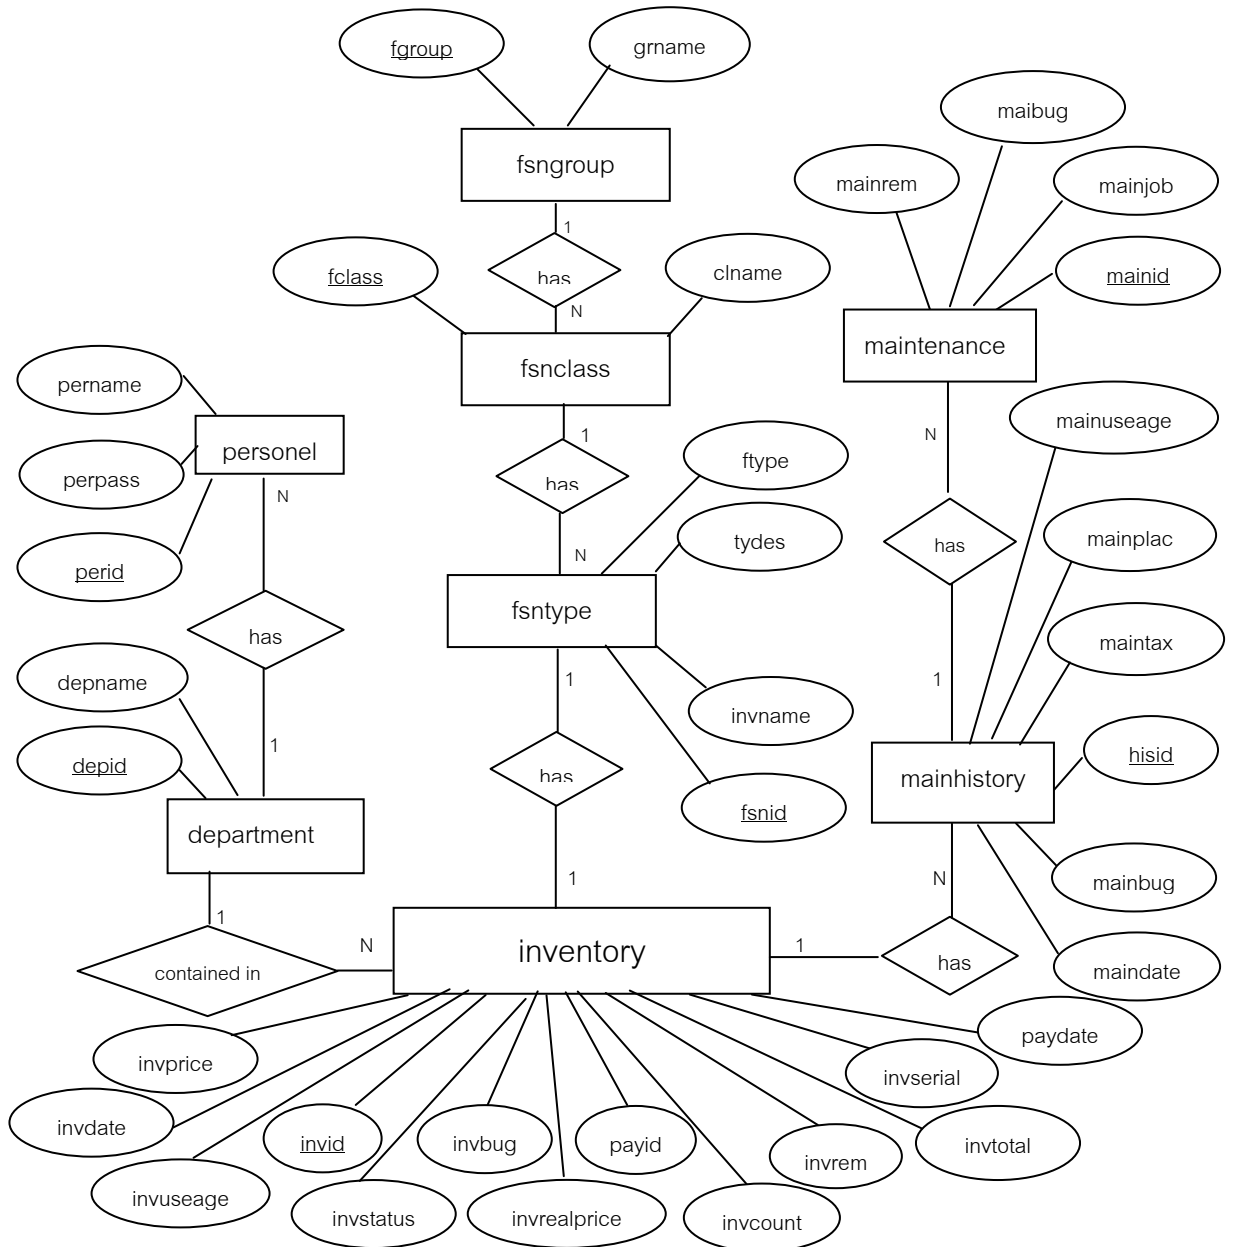 fgroup
grname
fsngroup
maibug
mainrem
mainjob
1
has
N
fclass
clname
mainid
fsnclass
maintenance
pername
personel
perpass
perid
N
has
1
depname
depid
department
1
contained in
N
1
has
N
ftype
tydes
fsntype
1
invname
has
fsnid
1
N
mainuseage
has
mainplac
maintax
1
hisid
mainhistory
mainbug
N
maindate
1
has
inventory
paydate
invprice
invserial
invdate
invid
invbug
payid
invrem
invtotal
invuseage
invstatus
invrealprice
invcount